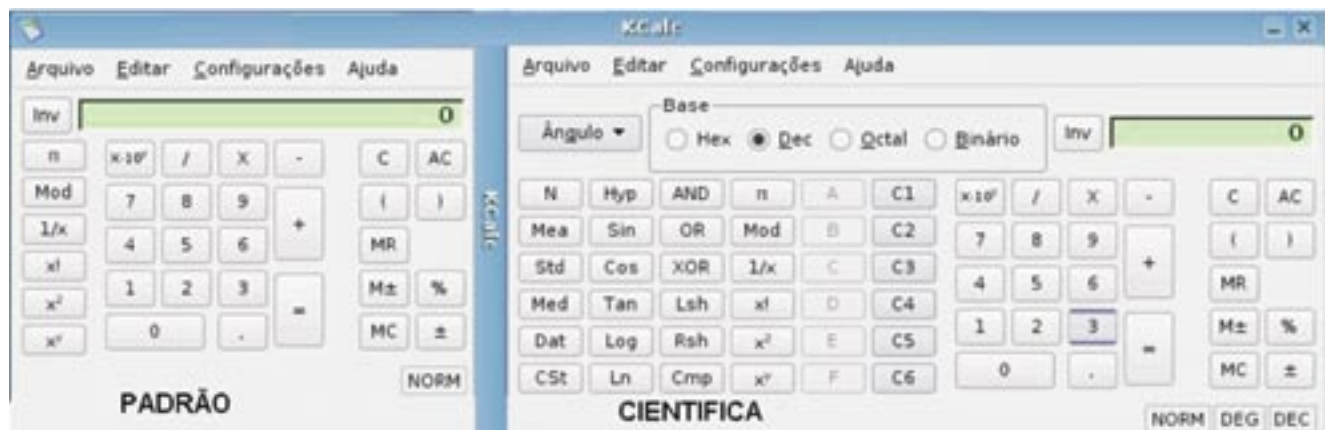 KCalc
Arquivo Editar Configurações Ajuda
Inv 0
π x·10ʸ / X - C AC
Mod 7 8 9 + ( )
1/x 4 5 6 MR
x! 1 2 3 = M± %
x²
xʸ 0 . MC ±
NORM
PADRÃO
KCalc
Arquivo Editar Configurações Ajuda
Ângulo Base Hex Dec Octal Binário Inv 0
N Hyp AND π A C1 x·10ʸ / X - C AC
Mea Sin OR Mod B C2 7 8 9 + ( )
Std Cos XOR 1/x C C3 4 5 6 MR
Med Tan Lsh x! D C4
Dat Log Rsh x² E C5 1 2 3 = M± %
CSt Ln Cmp xʸ F C6 0 . MC ±
CIENTIFICA
NORM DEG DEC